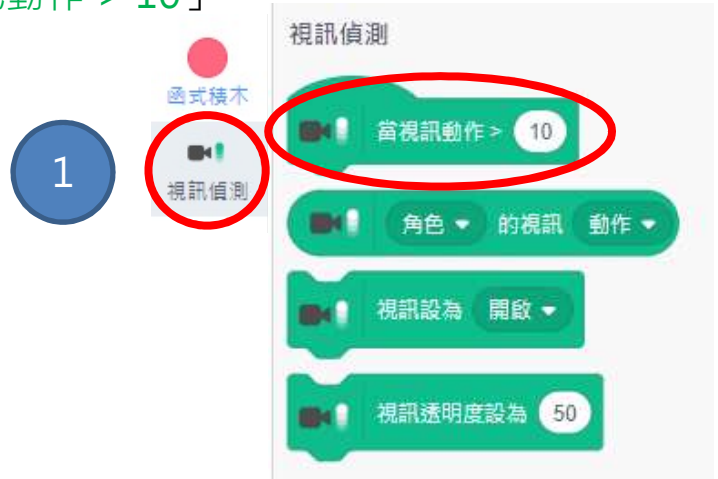 動作 > 10」
視訊偵測
函式積木
當視訊動作 > 10
1
視訊偵測
角色 的視訊 動作
視訊設為 開啟
視訊透明度設為 50